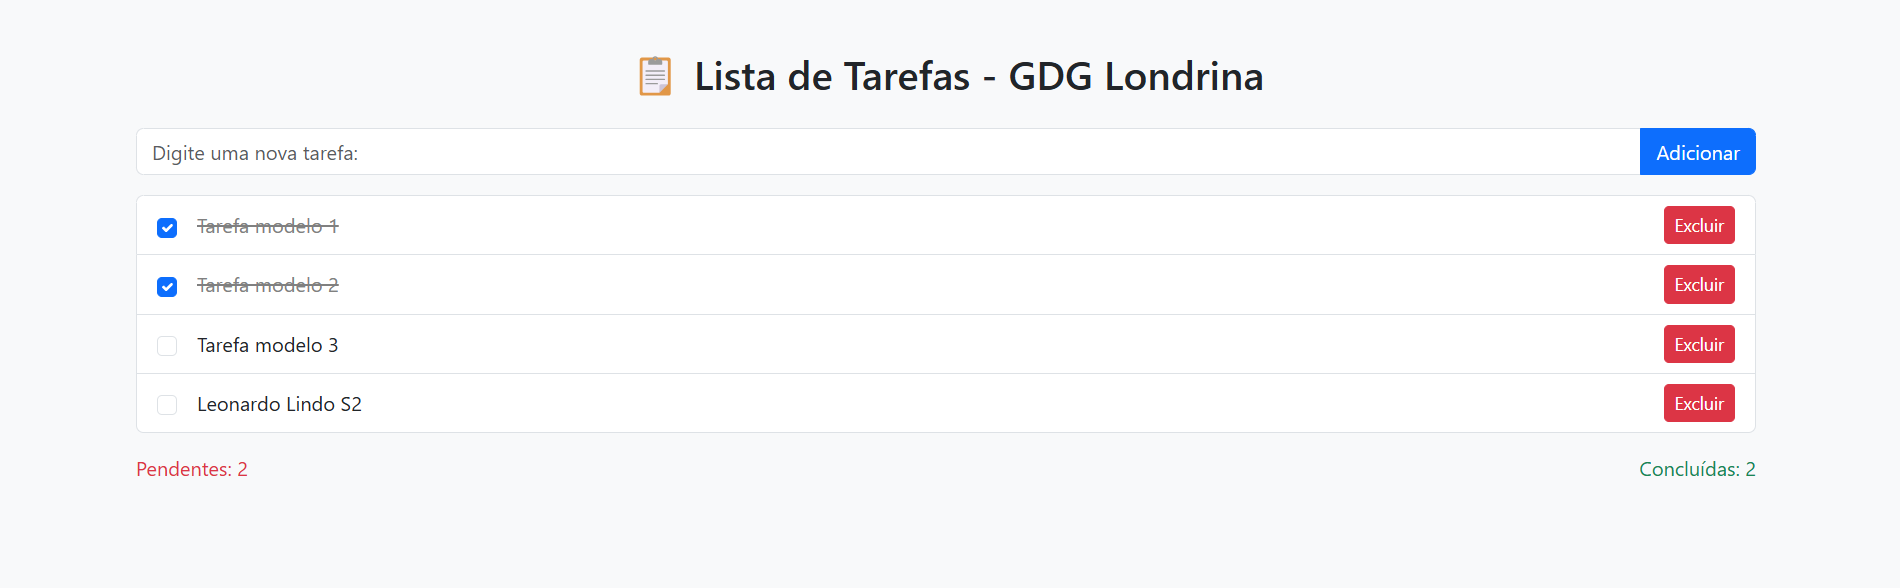 📋 Lista de Tarefas - GDG Londrina
Digite uma nova tarefa: Adicionar
Tarefa modelo 1 Excluir
Tarefa modelo 2 Excluir
Tarefa modelo 3 Excluir
Leonardo Lindo S2 Excluir
Pendentes: 2 Concluídas: 2